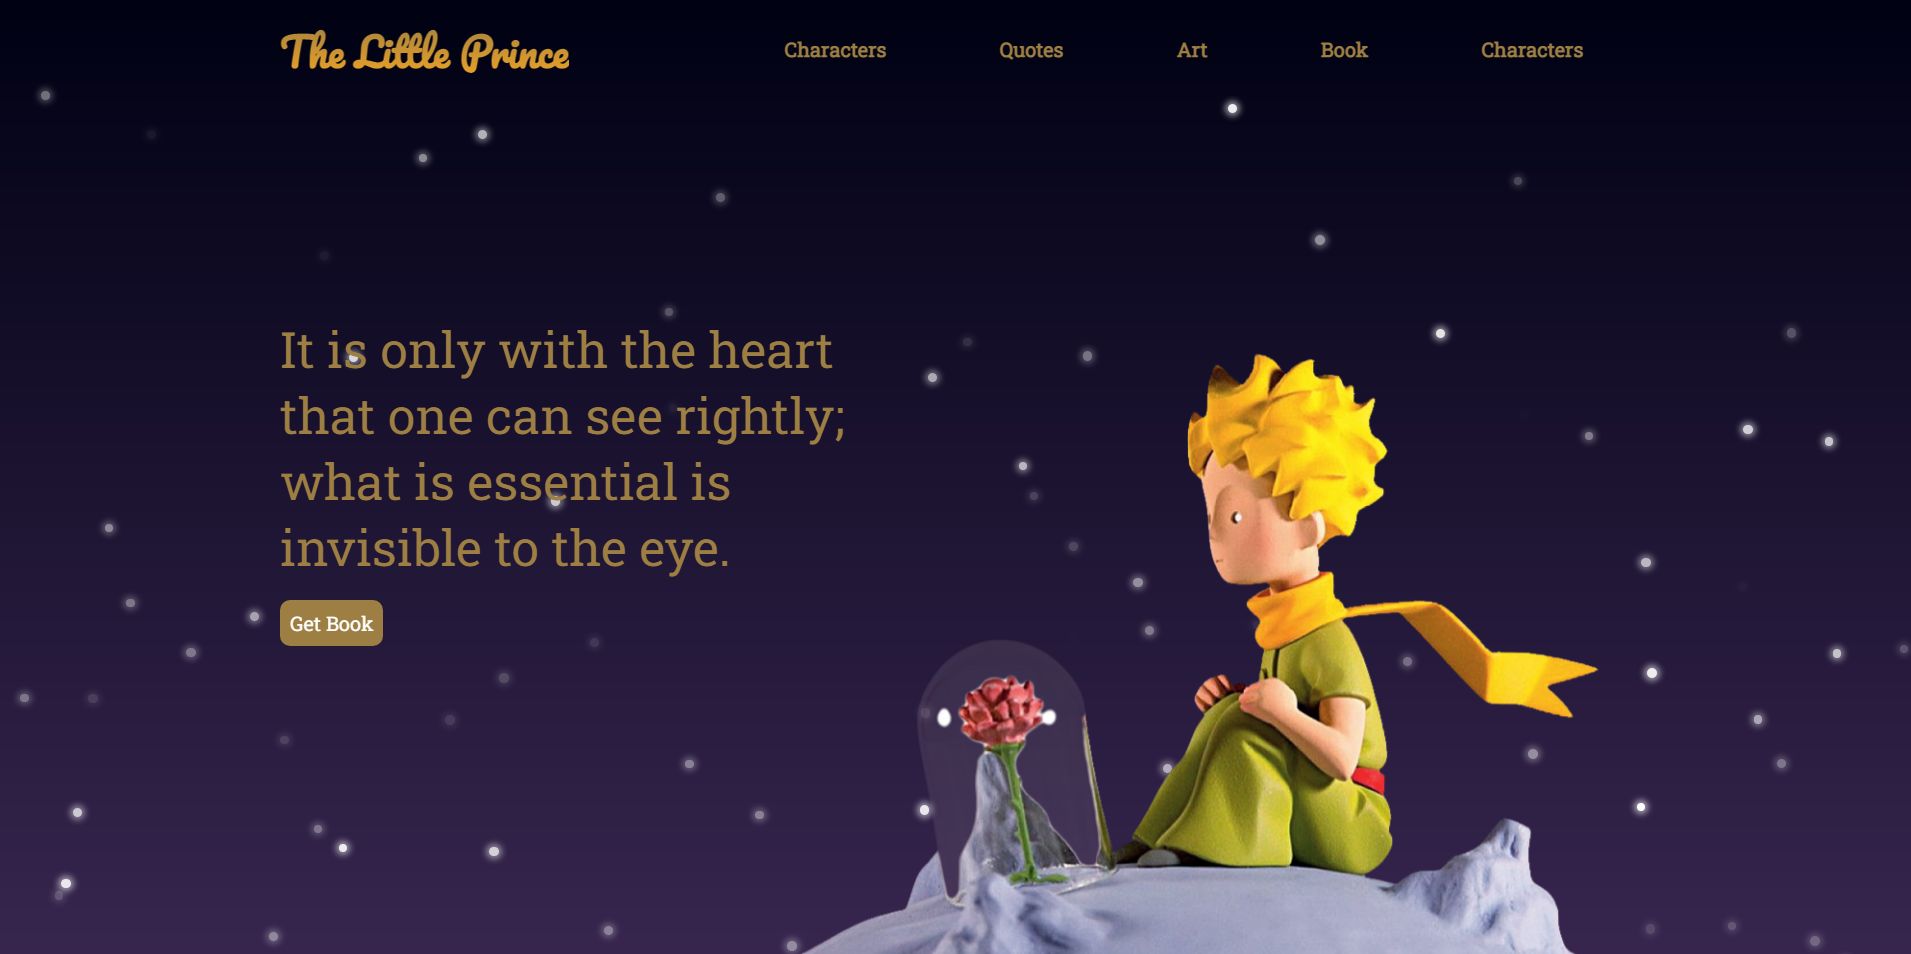 The Little Prince
Characters
Quotes
Art
Book
Characters
It is only with the heart
that one can see rightly;
what is essential is
invisible to the eye.
Get Book